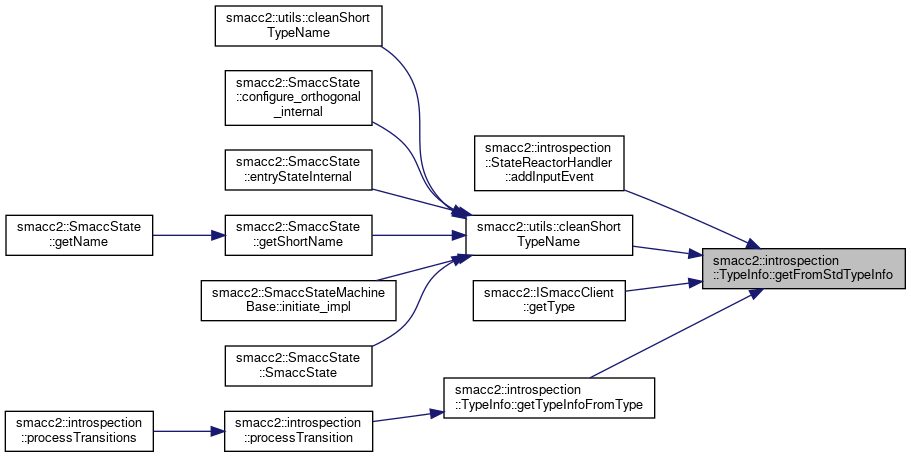 smacc2::utils::cleanShort
TypeName
smacc2::SmaccState
::configure_orthogonal
_internal
smacc2::SmaccState
::entryStateInternal
smacc2::SmaccState
::getName
smacc2::SmaccState
::getShortName
smacc2::SmaccStateMachine
Base::initiate_impl
smacc2::SmaccState
::SmaccState
smacc2::introspection
::processTransitions
smacc2::introspection
::processTransition
smacc2::introspection
::StateReactorHandler
::addInputEvent
smacc2::utils::cleanShort
TypeName
smacc2::ISmaccClient
::getType
smacc2::introspection
::TypeInfo::getTypeInfoFromType
smacc2::introspection
::TypeInfo::getFromStdTypeInfo